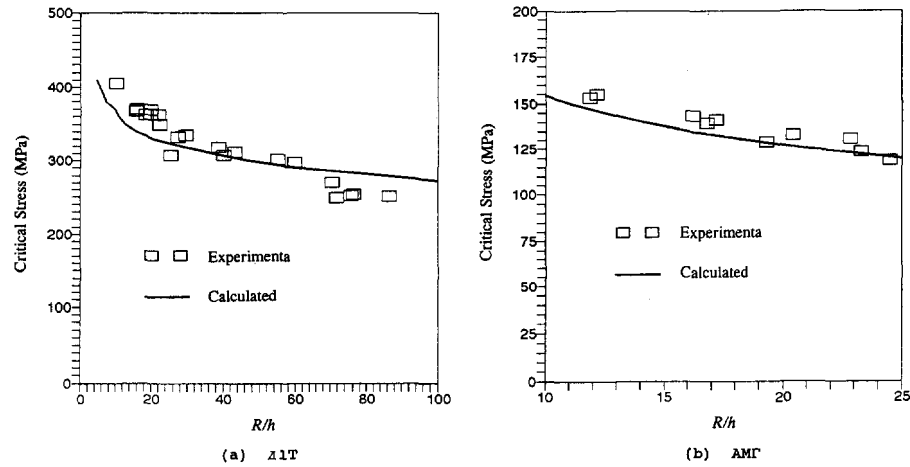 500
400
300
200
100
0
Critical Stress (MPa)
□ □ Experimenta
Calculated
0 20 40 60 80 100
R/h
(a) Д1T
200
175
150
125
100
75
50
25
0
Critical Stress (MPa)
□ □ Experimenta
Calculated
10 15 20 25
R/h
(b) АМГ